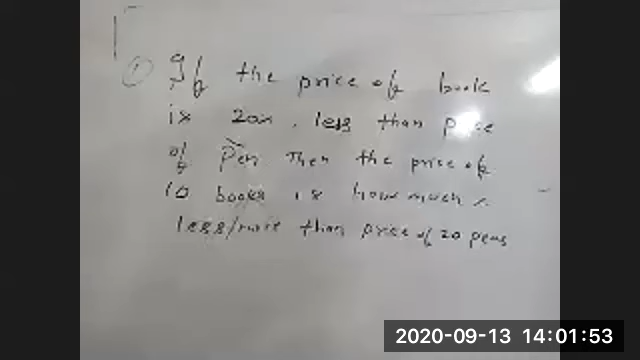 ① If the price of book
is 20% less than price
of Pen Then the price of
10 books is how much %
less/more than price of 20 pens
2020-09-13 14:01:53